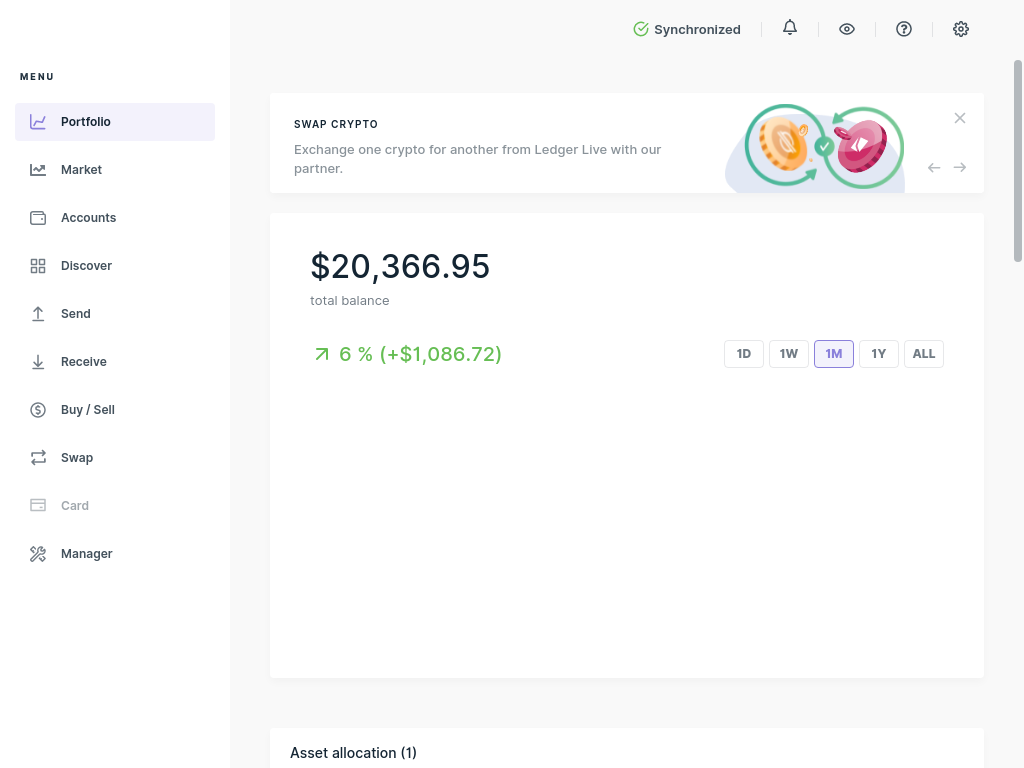 Synchronized
MENU
Portfolio
Market
Accounts
Discover
Send
Receive
Buy / Sell
Swap
Card
Manager
SWAP CRYPTO
Exchange one crypto for another from Ledger Live with our
partner.
$20,366.95
total balance
6 % (+$1,086.72)
1D 1W 1M 1Y ALL
Asset allocation (1)